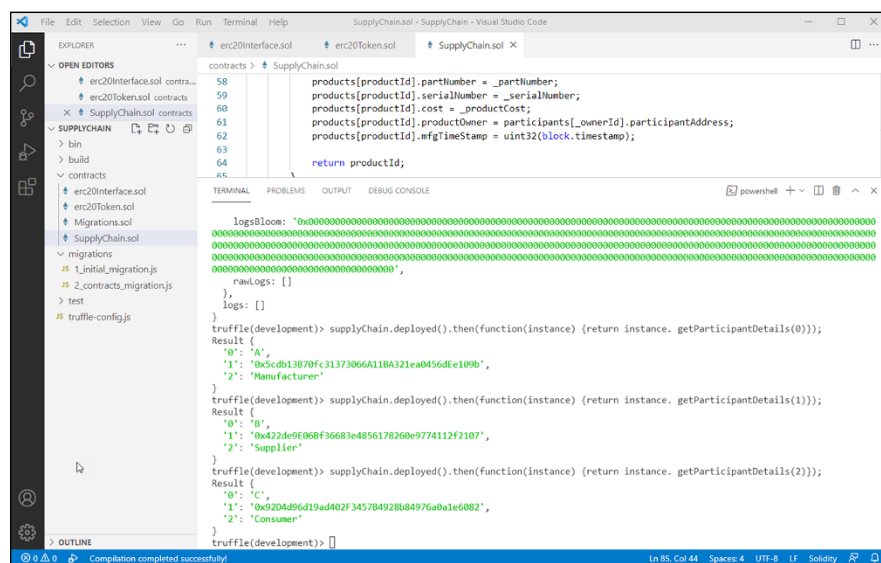 File Edit Selection View Go Run Terminal Help SupplyChain.sol - SupplyChain - Visual Studio Code
EXPLORER
OPEN EDITORS
erc20Interface.sol contra...
erc20Token.sol contracts
SupplyChain.sol contracts
SUPPLYCHAIN
bin
build
contracts
erc20Interface.sol
erc20Token.sol
Migrations.sol
SupplyChain.sol
migrations
JS 1_initial_migration.js
JS 2_contracts_migration.js
test
JS truffle-config.js
OUTLINE
erc20Interface.sol erc20Token.sol SupplyChain.sol
contracts > SupplyChain.sol
58 products[productId].partNumber = _partNumber;
59 products[productId].serialNumber = _serialNumber;
60 products[productId].cost = _productCost;
61 products[productId].productOwner = participants[_ownerId].participantAddress;
62 products[productId].mfgTimeStamp = uint32(block.timestamp);
63
64 return productId;
65 }
TERMINAL PROBLEMS OUTPUT DEBUG CONSOLE powershell
logsBloom:
rawLogs: []
},
logs: []
}
truffle(development)> supplyChain.deployed().then(function(instance) {return instance. getParticipantDetails(0)});
Result {
'0': 'A',
'1': '0x5cdb13B70fc31373066A11BA321ea0456dEe109b',
'2': 'Manufacturer'
}
truffle(development)> supplyChain.deployed().then(function(instance) {return instance. getParticipantDetails(1)});
Result {
'0': 'B',
'1': '0x422de9E06Bf36683e4856178260e9774112f2107',
'2': 'Supplier'
}
truffle(development)> supplyChain.deployed().then(function(instance) {return instance. getParticipantDetails(2)});
Result {
'0': 'C',
'1': '0x92D4d96d19ad402F3457B4928b84976a0a1e6082',
'2': 'Consumer'
}
truffle(development)>
0 0 Compilation completed successfully! Ln 85, Col 44 Spaces: 4 UTF-8 LF Solidity